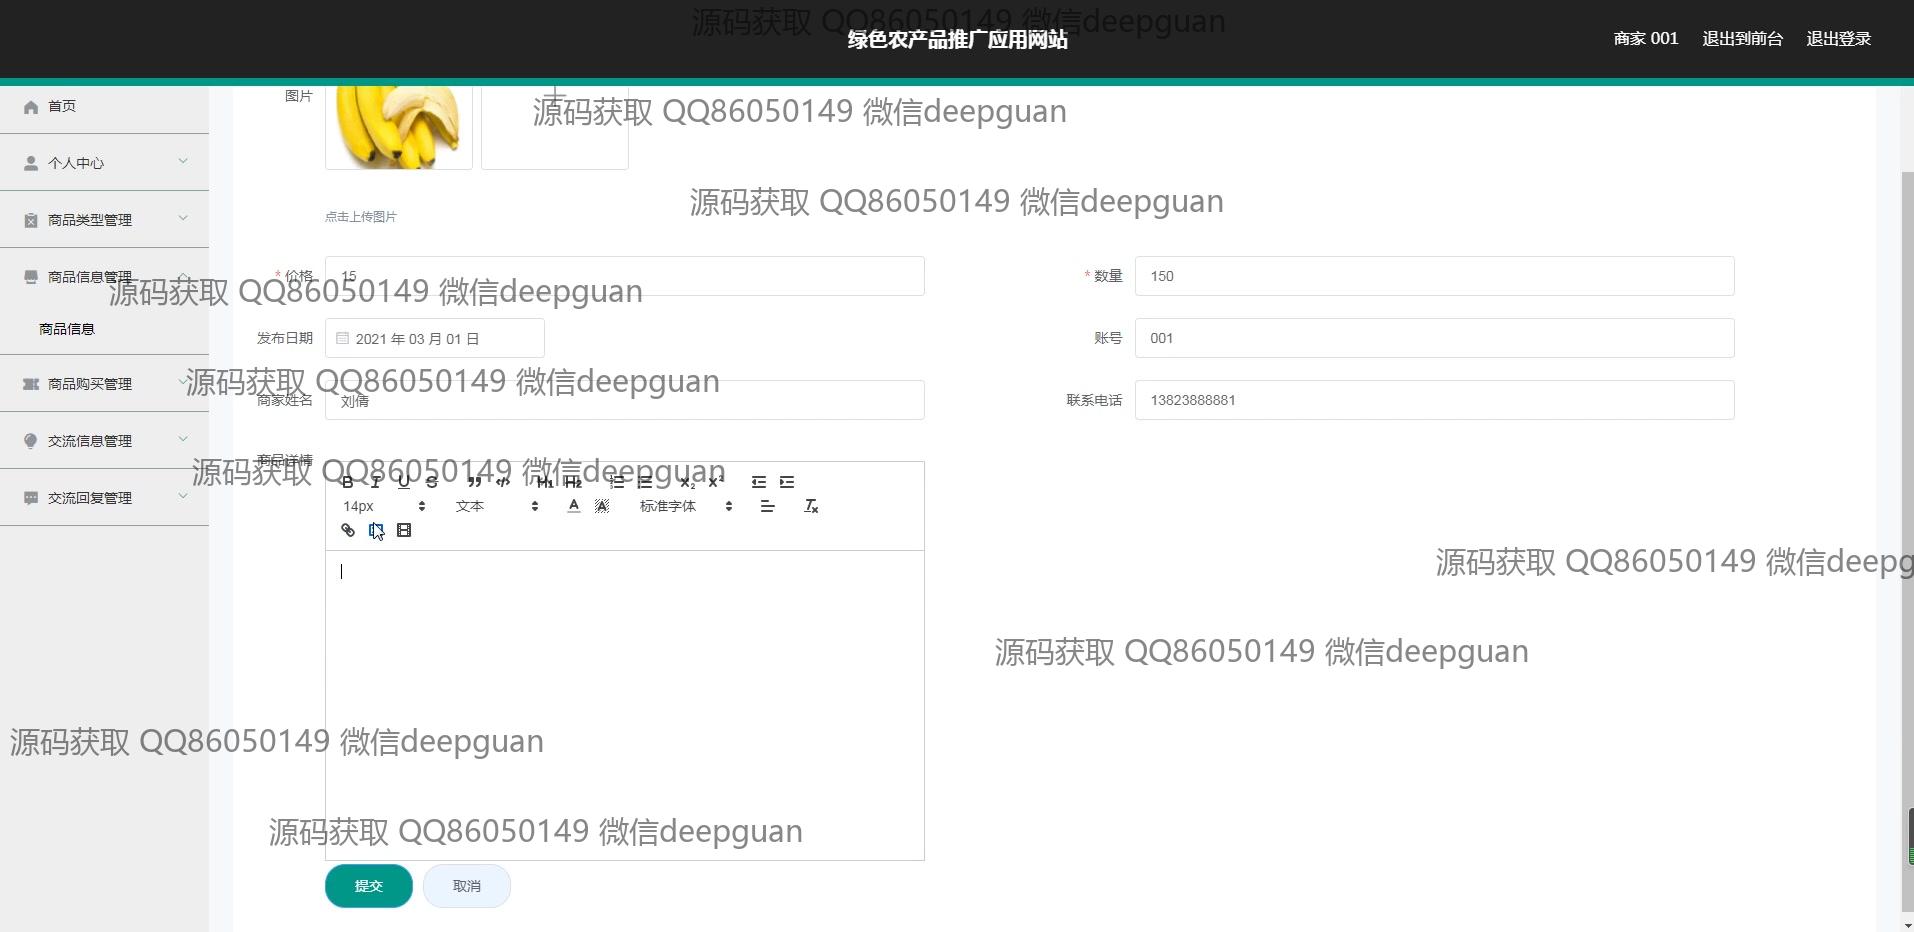 源码获取 QQ86050149 微信deepguan
绿色农产品推广应用网站
商家 001
退出到前台
退出登录
首页
个人中心
商品类型管理
商品信息管理
商品信息
商品购买管理
交流信息管理
交流回复管理
图片
源码获取 QQ86050149 微信deepguan
源码获取 QQ86050149 微信deepguan
点击上传图片
* 价格
15
* 数量
150
源码获取 QQ86050149 微信deepguan
发布日期
2021 年 03 月 01 日
账号
001
源码获取 QQ86050149 微信deepguan
商家姓名
刘倩
联系电话
13823888881
商品详情
源码获取 QQ86050149 微信deepguan
B I U S H1 H2 X2 X2
14px
文本
A A
标准字体
Tx
源码获取 QQ86050149 微信deepg
源码获取 QQ86050149 微信deepguan
源码获取 QQ86050149 微信deepguan
源码获取 QQ86050149 微信deepguan
提交
取消